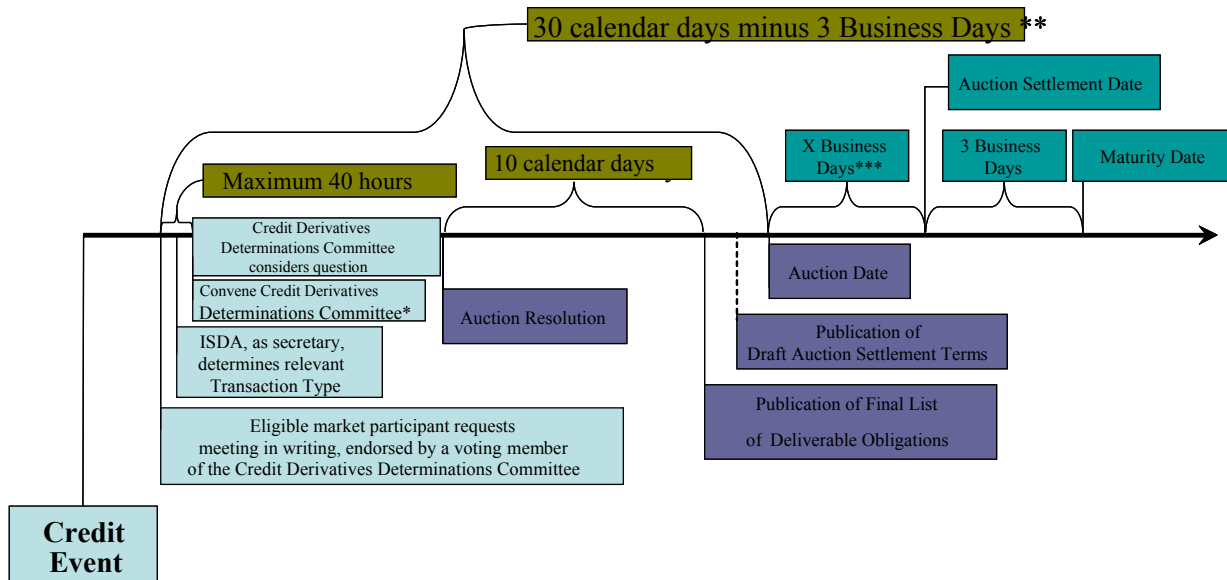 30 calendar days minus 3 Business Days **
Auction Settlement Date
X Business
Days***
3 Business
Days
Maturity Date
10 calendar days
Maximum 40 hours
Credit Derivatives
Determinations Committee
considers question
Convene Credit Derivatives
Determinations Committee*
ISDA, as secretary,
determines relevant
Transaction Type
Eligible market participant requests
meeting in writing, endorsed by a voting member
of the Credit Derivatives Determinations Committee
Auction Resolution
Auction Date
Publication of
Draft Auction Settlement Terms
Publication of Final List
of Deliverable Obligations
Credit
Event